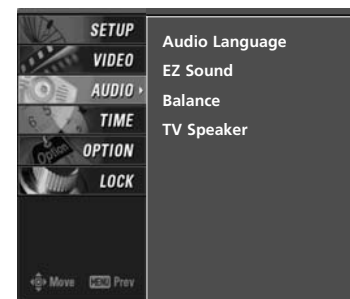 SETUP
VIDEO
AUDIO
TIME
OPTION
LOCK
Move MENU Prev
Audio Language
EZ Sound
Balance
TV Speaker